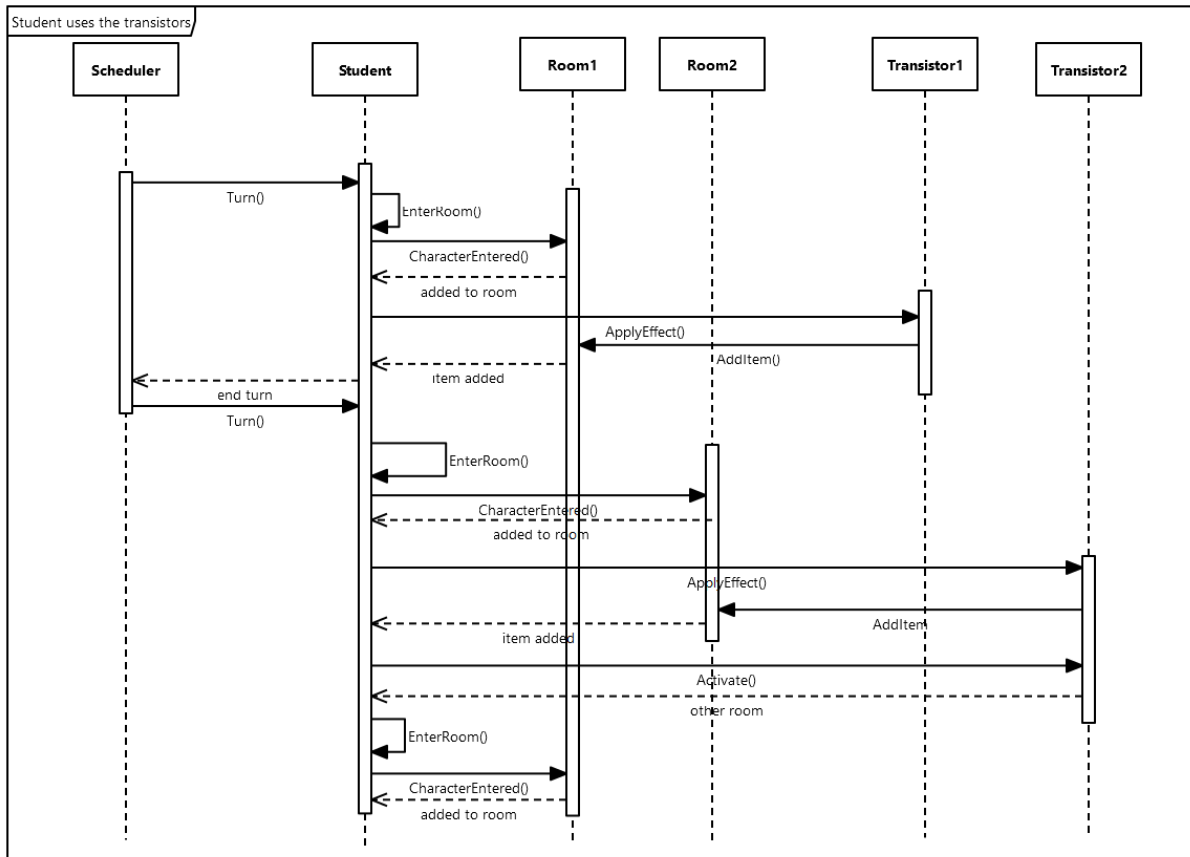 Student uses the transistors
Scheduler
Student
Room1
Room2
Transistor1
Transistor2
Turn()
EnterRoom()
CharacterEntered()
added to room
ApplyEffect()
AddItem()
item added
end turn
Turn()
EnterRoom()
CharacterEntered()
added to room
ApplyEffect()
AddItem
item added
Activate()
other room
EnterRoom()
CharacterEntered()
added to room